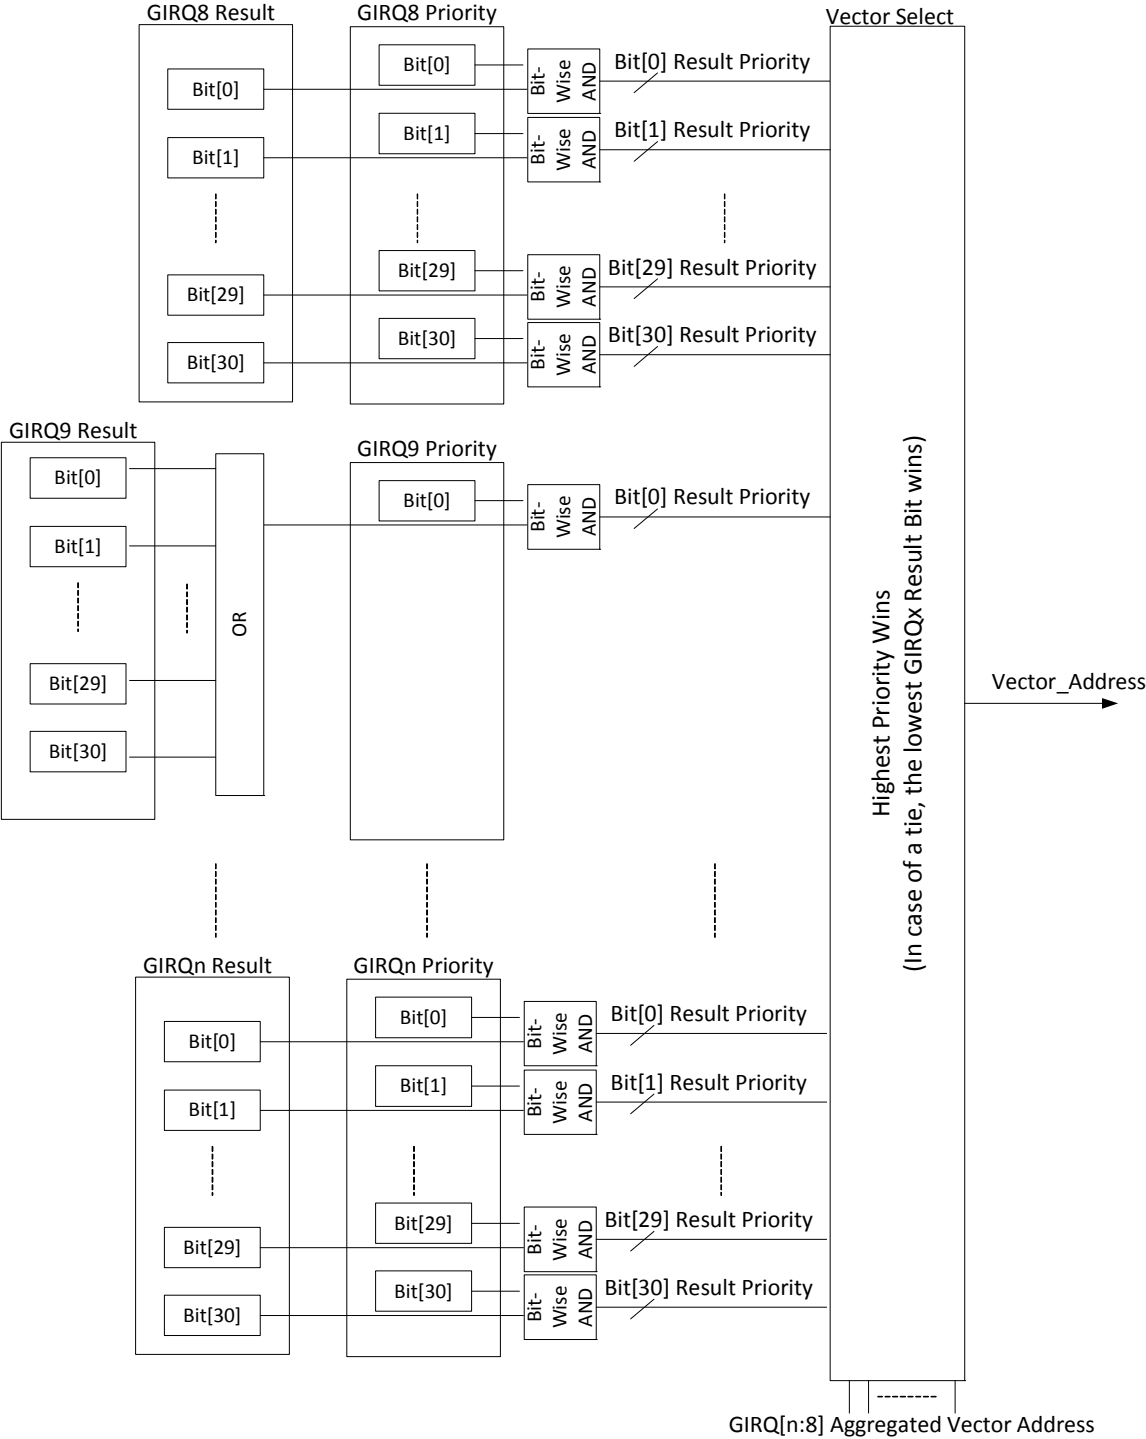 GIRQ8 Result
GIRQ8 Priority
Vector Select
Bit[0]
Bit[0]
Bit-
Wise
AND
Bit[0] Result Priority
Bit[1]
Bit[1]
Bit-
Wise
AND
Bit[1] Result Priority
Bit[29]
Bit[29]
Bit-
Wise
AND
Bit[29] Result Priority
Bit[30]
Bit[30]
Bit-
Wise
AND
Bit[30] Result Priority
GIRQ9 Result
GIRQ9 Priority
Bit[0]
Bit[1]
Bit[29]
Bit[30]
OR
Bit[0]
Bit-
Wise
AND
Bit[0] Result Priority
Highest Priority Wins
(In case of a tie, the lowest GIRQx Result Bit wins)
Vector_Address
GIRQn Result
GIRQn Priority
Bit[0]
Bit[0]
Bit-
Wise
AND
Bit[0] Result Priority
Bit[1]
Bit[1]
Bit-
Wise
AND
Bit[1] Result Priority
Bit[29]
Bit[29]
Bit-
Wise
AND
Bit[29] Result Priority
Bit[30]
Bit[30]
Bit-
Wise
AND
Bit[30] Result Priority
GIRQ[n:8] Aggregated Vector Address